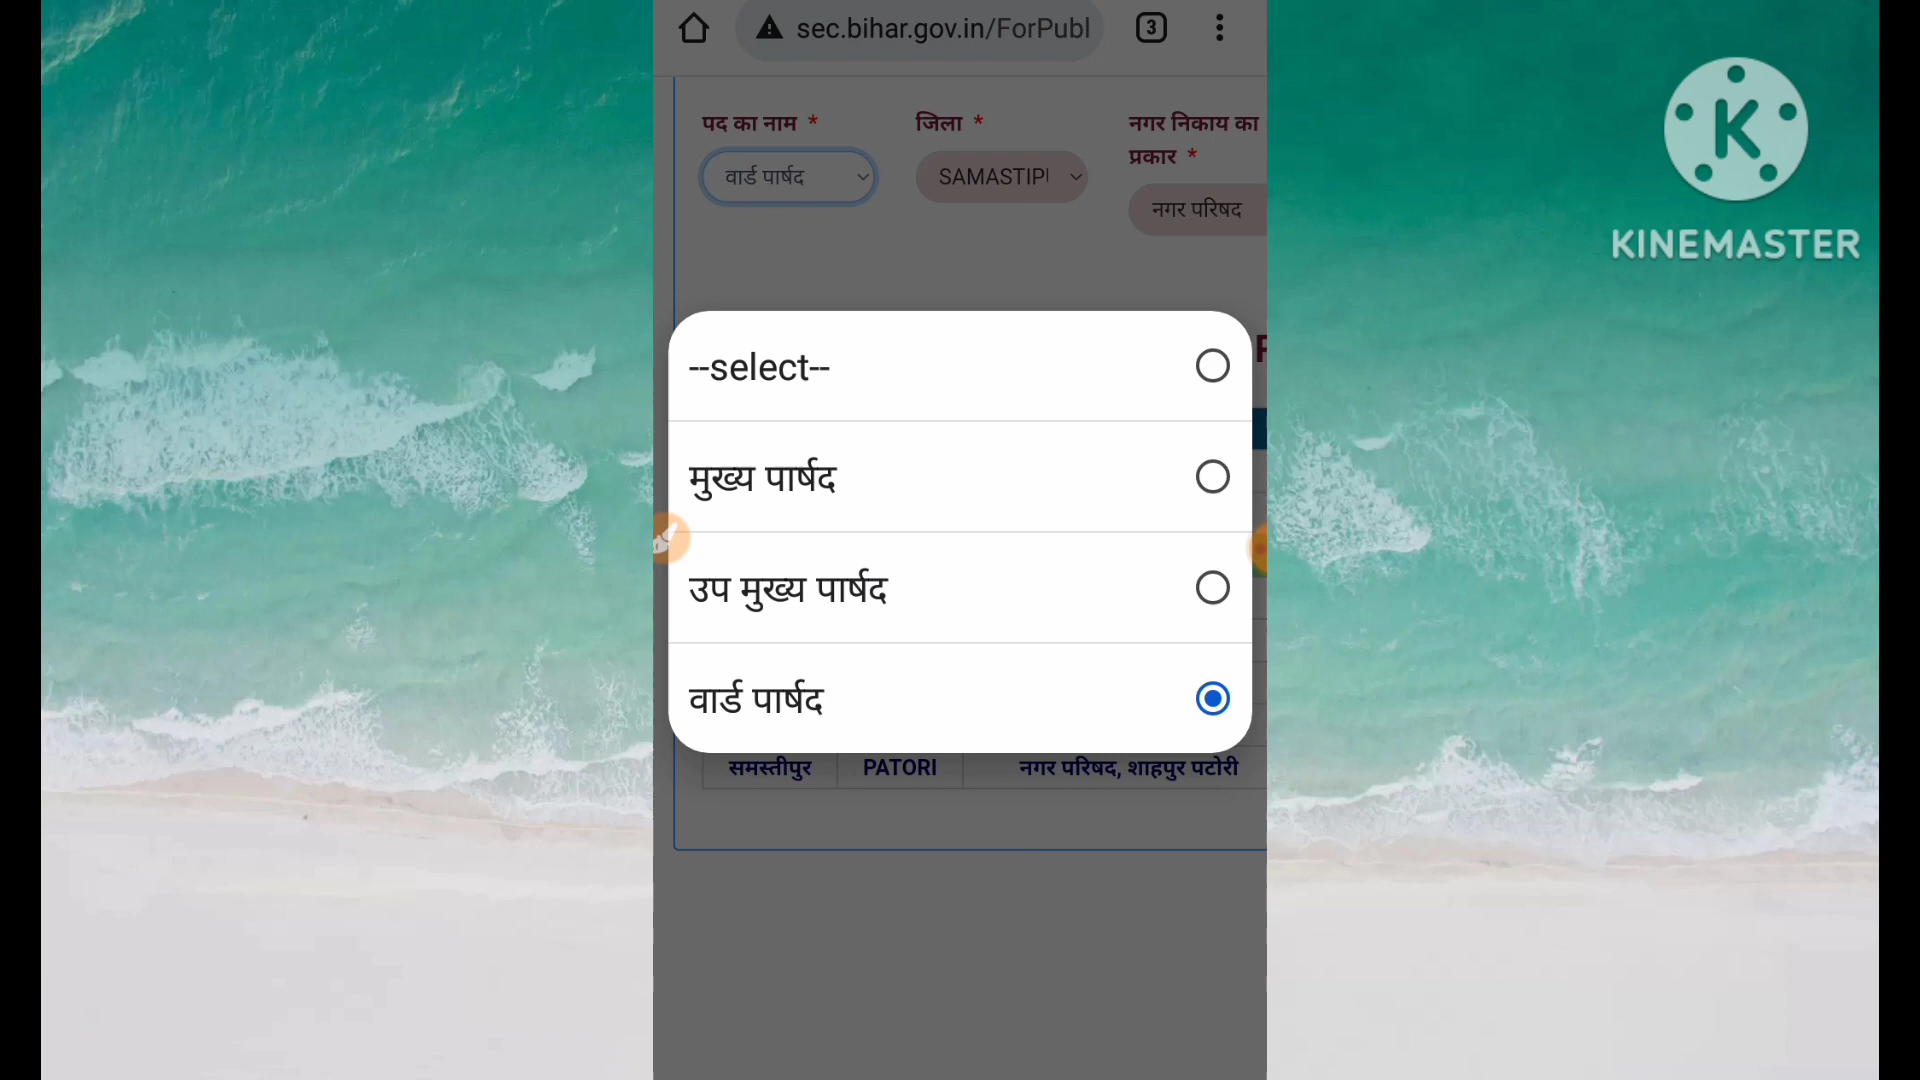 sec.bihar.gov.in/ForPubl
3
पद का नाम *
जिला *
नगर निकाय का
प्रकार *
वार्ड पार्षद
SAMASTIP
नगर परिषद
--select--
मुख्य पार्षद
उप मुख्य पार्षद
वार्ड पार्षद
समस्तीपुर PATORI नगर परिषद, शाहपुर पटोरी
K
KINEMASTER